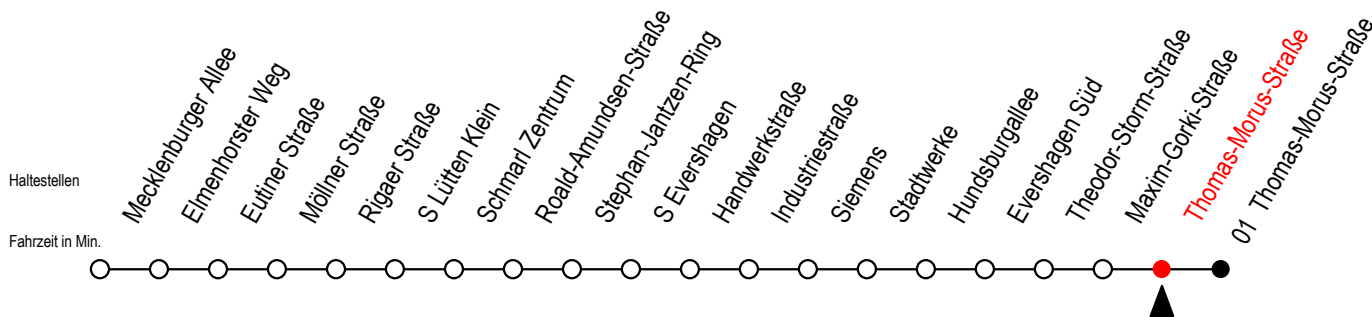 Haltestellen
Mecklenburger Allee
Elmenhorster Weg
Eutiner Straße
Möllner Straße
Rigaer Straße
S Lütten Klein
Schmarl Zentrum
Roald-Amundsen-Straße
Stephan-Jantzen-Ring
S Evershagen
Handwerkstraße
Industriestraße
Siemens
Stadtwerke
Hundsburgallee
Evershagen Süd
Theodor-Storm-Straße
Maxim-Gorki-Straße
Thomas-Morus-Straße
01 Thomas-Morus-Straße
Fahrzeit in Min.